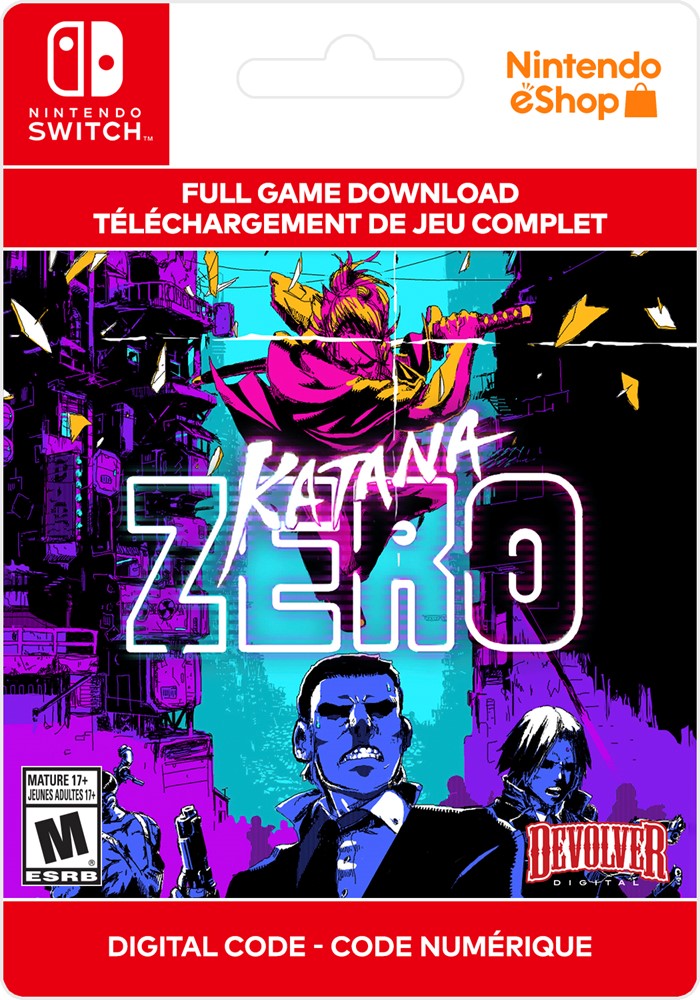 NINTENDO
SWITCH™
Nintendo
eShop
FULL GAME DOWNLOAD
TÉLÉCHARGEMENT DE JEU COMPLET
KATANA
ZERO
MATURE 17+
JEUNES ADULTES 17+
M
®
ESRB
DEVOLVER
DIGITAL
DIGITAL CODE - CODE NUMÉRIQUE